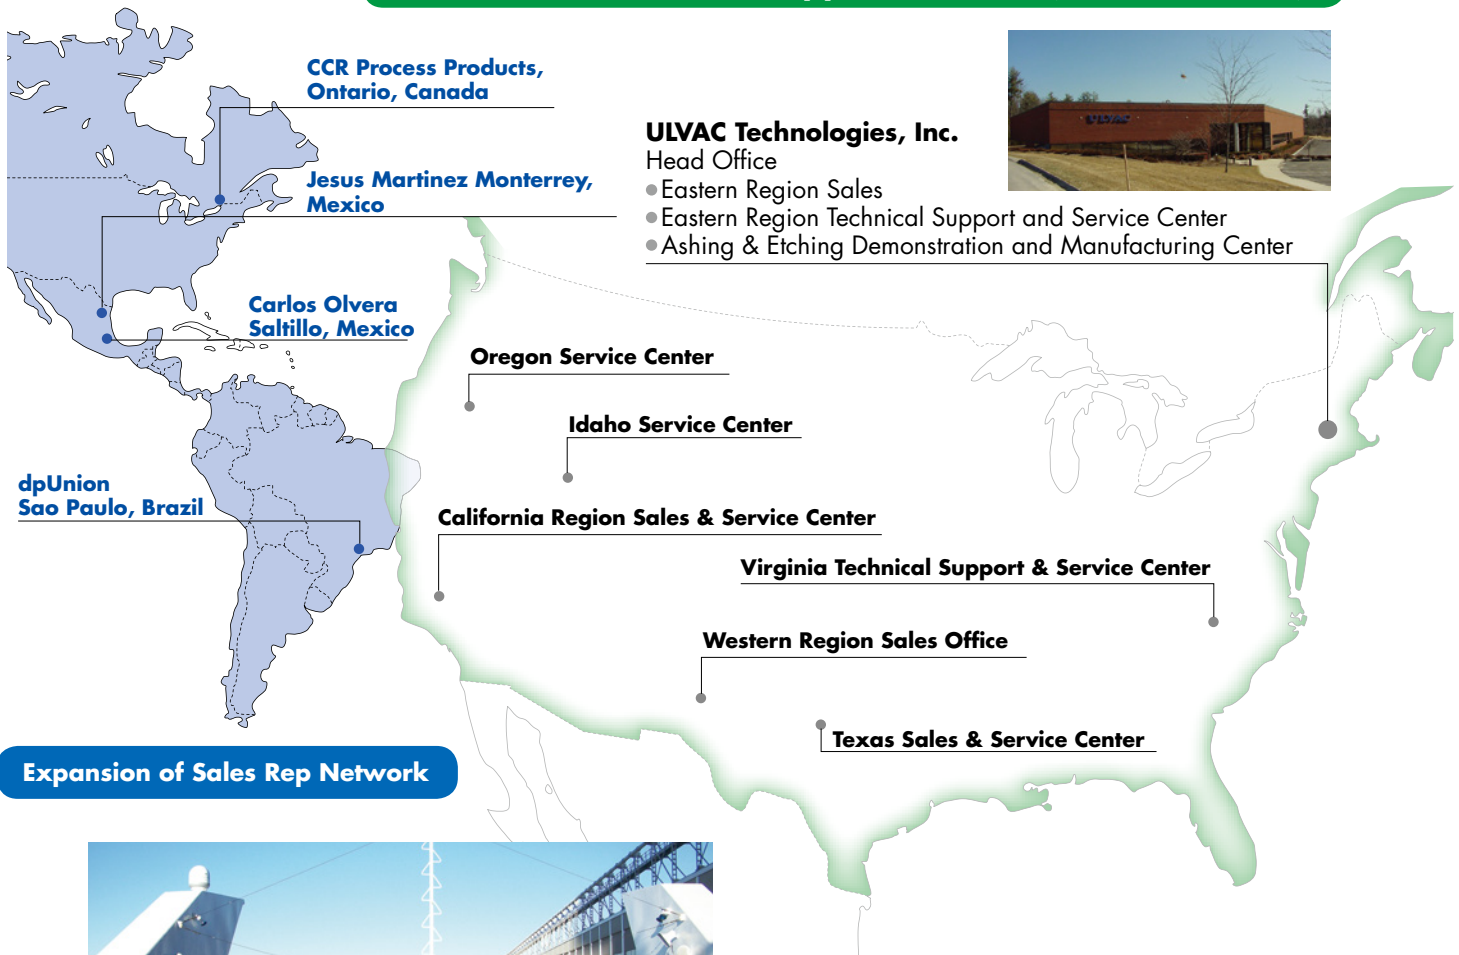 CCR Process Products,
Ontario, Canada
ULVAC Technologies, Inc.
Head Office
Eastern Region Sales
Eastern Region Technical Support and Service Center
Ashing & Etching Demonstration and Manufacturing Center
Jesus Martinez Monterrey,
Mexico
Carlos Olvera
Saltillo, Mexico
Oregon Service Center
Idaho Service Center
dpUnion
Sao Paulo, Brazil
California Region Sales & Service Center
Virginia Technical Support & Service Center
Western Region Sales Office
Texas Sales & Service Center
Expansion of Sales Rep Network